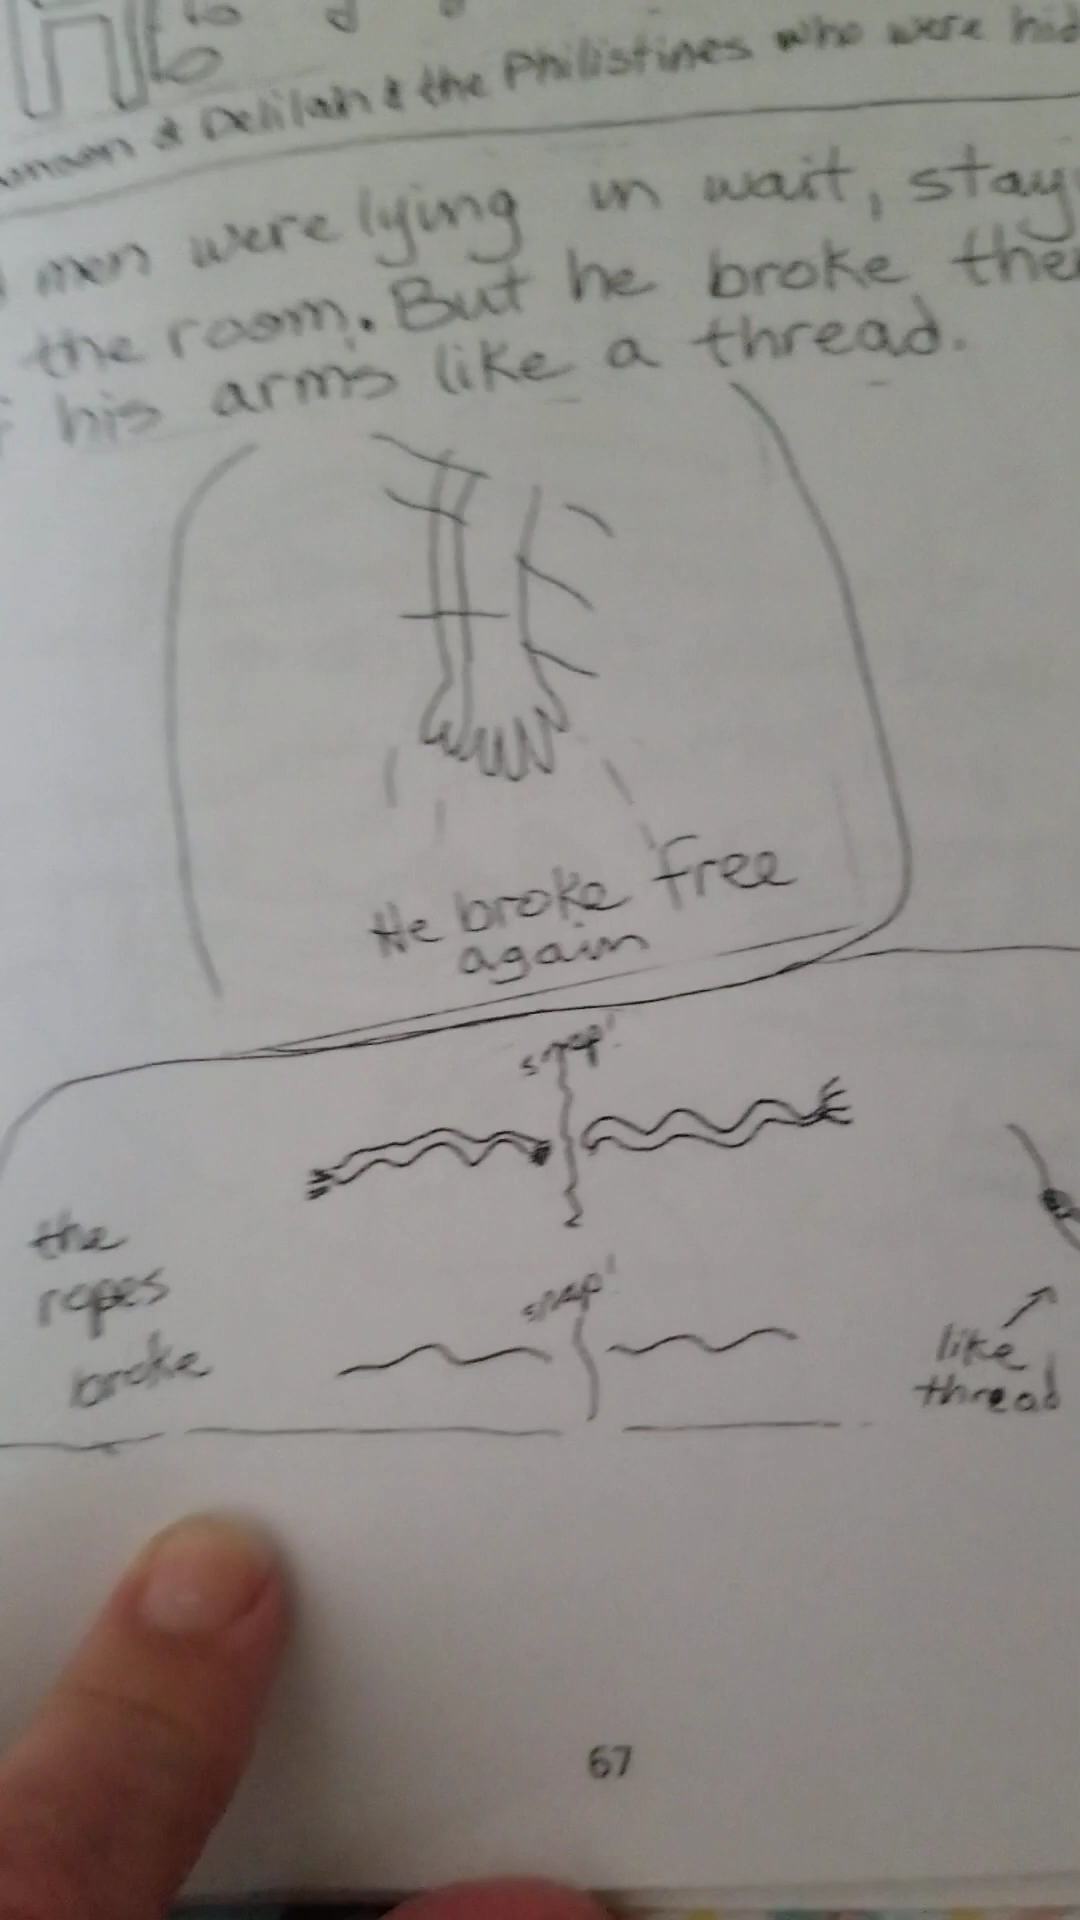 & Delilah & the Philistines who were hid
men were lying in wait, stay
the room. But he broke the
his arms like a thread.
He broke free
again
snap!
the
ropes
broke
snap!
like
thread
67